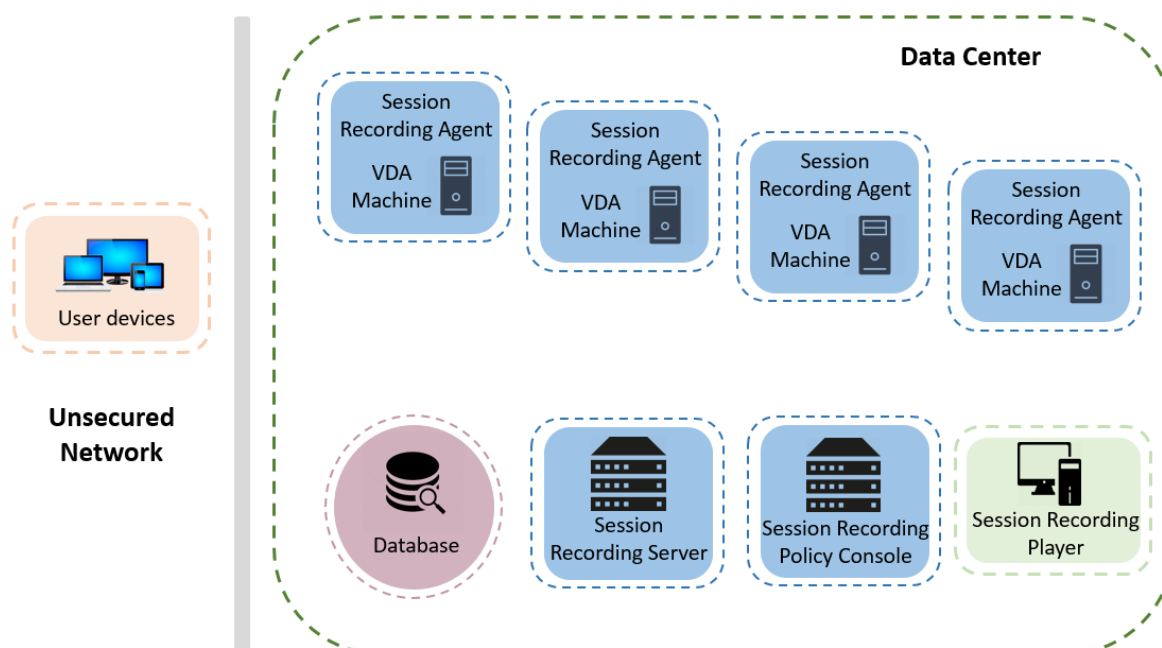 Data Center
Session
Recording Agent
VDA
Machine
Session
Recording Agent
VDA
Machine
Session
Recording Agent
VDA
Machine
Session
Recording Agent
VDA
Machine
User devices
Unsecured
Network
Database
Session
Recording Server
Session Recording
Policy Console
Session Recording
Player